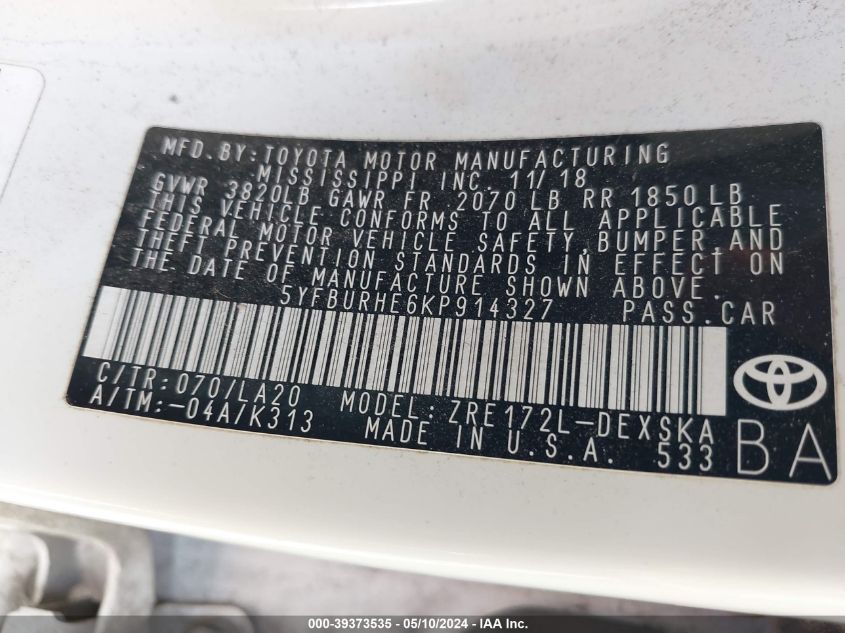 MFD.BY:TOYOTA MOTOR MANUFACTURING
MISSISSIPPI INC. 11/18
GVWR 3820LB GAWR FR 2070 LB RR 1850 LB
THIS VEHICLE CONFORMS TO ALL APPLICABLE
FEDERAL MOTOR VEHICLE SAFETY,BUMPER AND
THEFT PREVENTION STANDARDS IN EFFECT ON
THE DATE OF MANUFACTURE SHOWN ABOVE.
5YFBURHE6KP914327 PASS.CAR
C/TR:070/LA20 MODEL:ZRE172L-DEXSKA
A/TM:-04A/K313 MADE IN U.S.A. 533
BA
000-39373535 - 05/10/2024 - IAA, Inc.